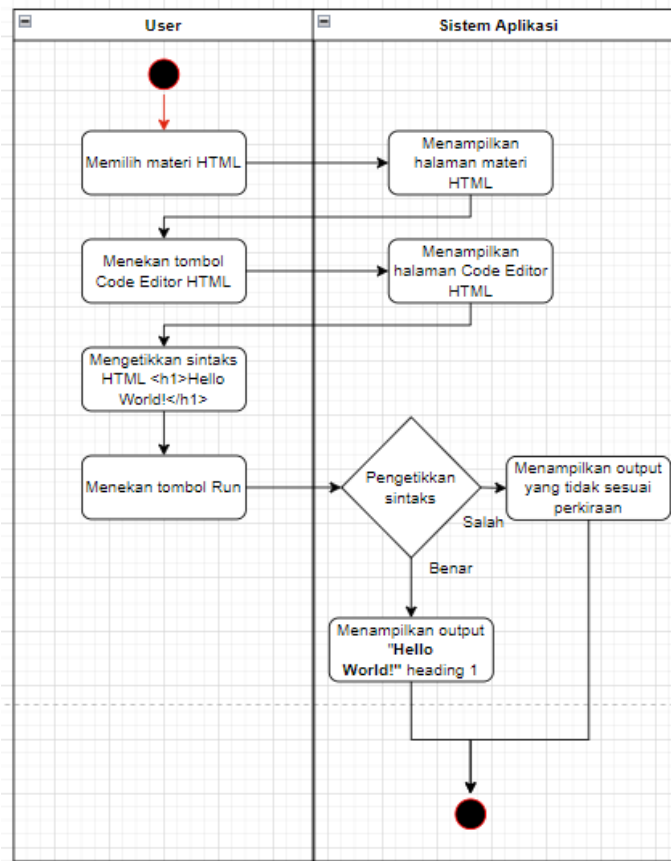 User
Sistem Aplikasi
Memilih materi HTML
Menampilkan
halaman materi
HTML
Menekan tombol
Code Editor HTML
Menampilkan
halaman Code Editor
HTML
Mengetikkan sintaks
HTML <h1>Hello
World!</h1>
Menekan tombol Run
Pengetikkan
sintaks
Salah
Menampilkan output
yang tidak sesuai
perkiraan
Benar
Menampilkan output
"Hello
World!" heading 1